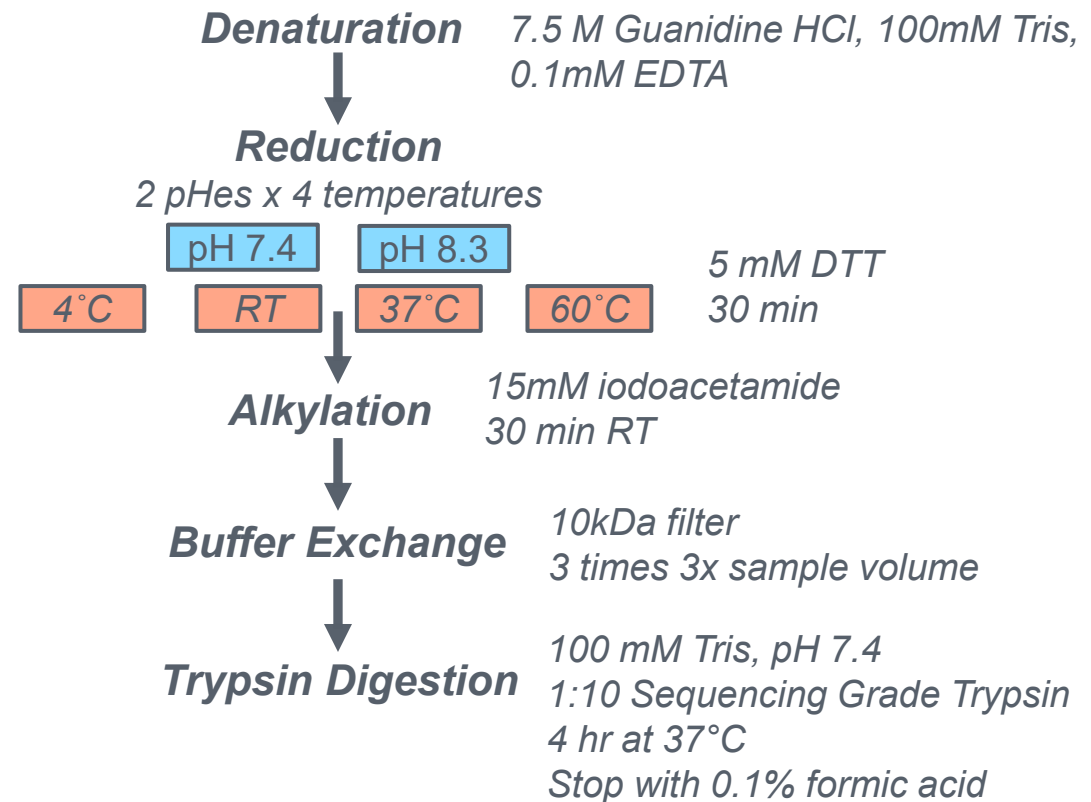 Denaturation
7.5 M Guanidine HCl, 100mM Tris,
0.1mM EDTA
Reduction
2 pHes x 4 temperatures
pH 7.4
pH 8.3
4˚C
RT
37˚C
60˚C
5 mM DTT
30 min
Alkylation
15mM iodoacetamide
30 min RT
Buffer Exchange
10kDa filter
3 times 3x sample volume
Trypsin Digestion
100 mM Tris, pH 7.4
1:10 Sequencing Grade Trypsin
4 hr at 37°C
Stop with 0.1% formic acid